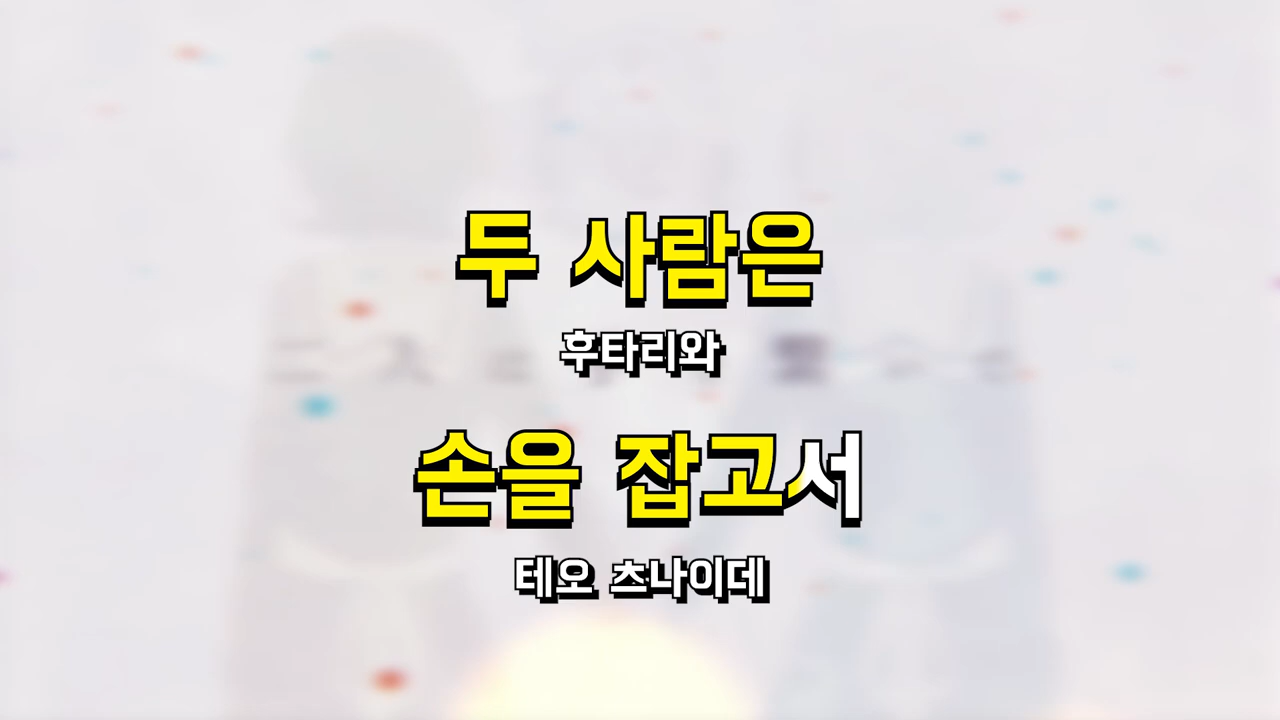 두 사람은
후타리와
손을 잡고서
테오 츠나이데